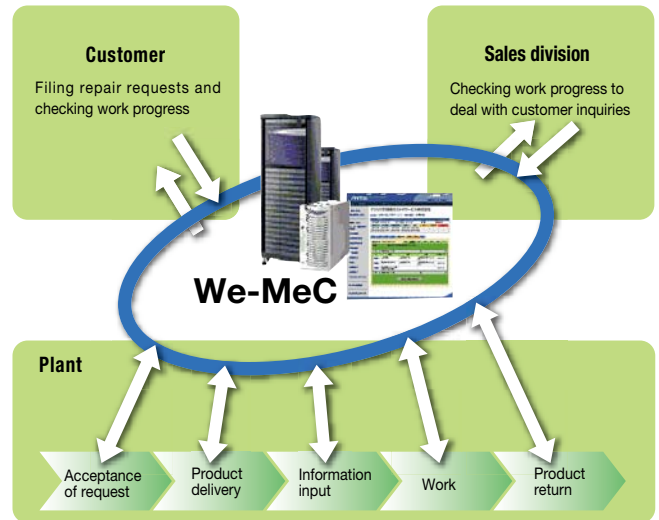 Customer
Filing repair requests and
checking work progress
Sales division
Checking work progress to
deal with customer inquiries
We-MeC
Plant
Acceptance
of request
Product
delivery
Information
input
Work
Product
return